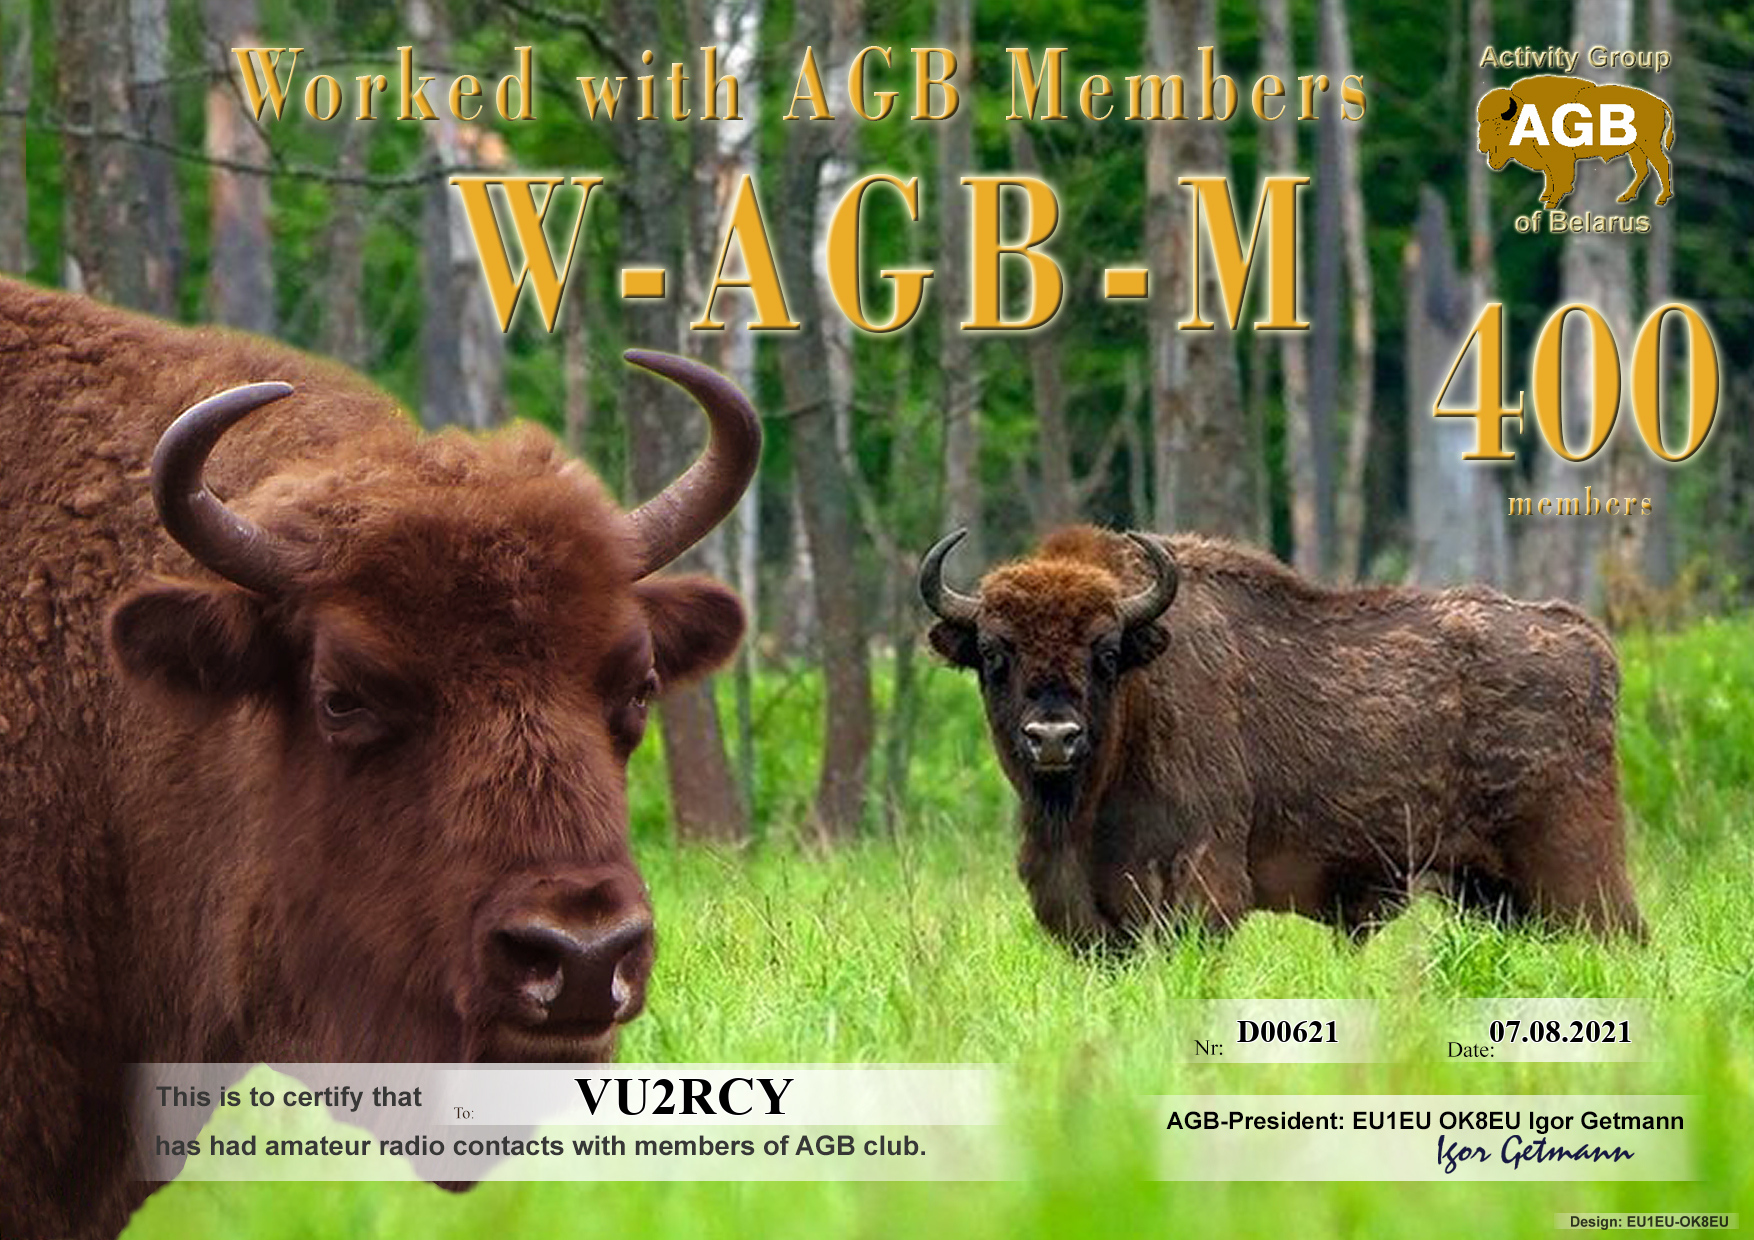 Worked with AGB Members
Activity Group
AGB
of Belarus
W-AGB-M
400
members
Nr: D00621
Date: 07.08.2021
This is to certify that
To: VU2RCY
has had amateur radio contacts with members of AGB club.
AGB-President: EU1EU OK8EU Igor Getmann
Igor Getmann
Design: EU1EU-OK8EU